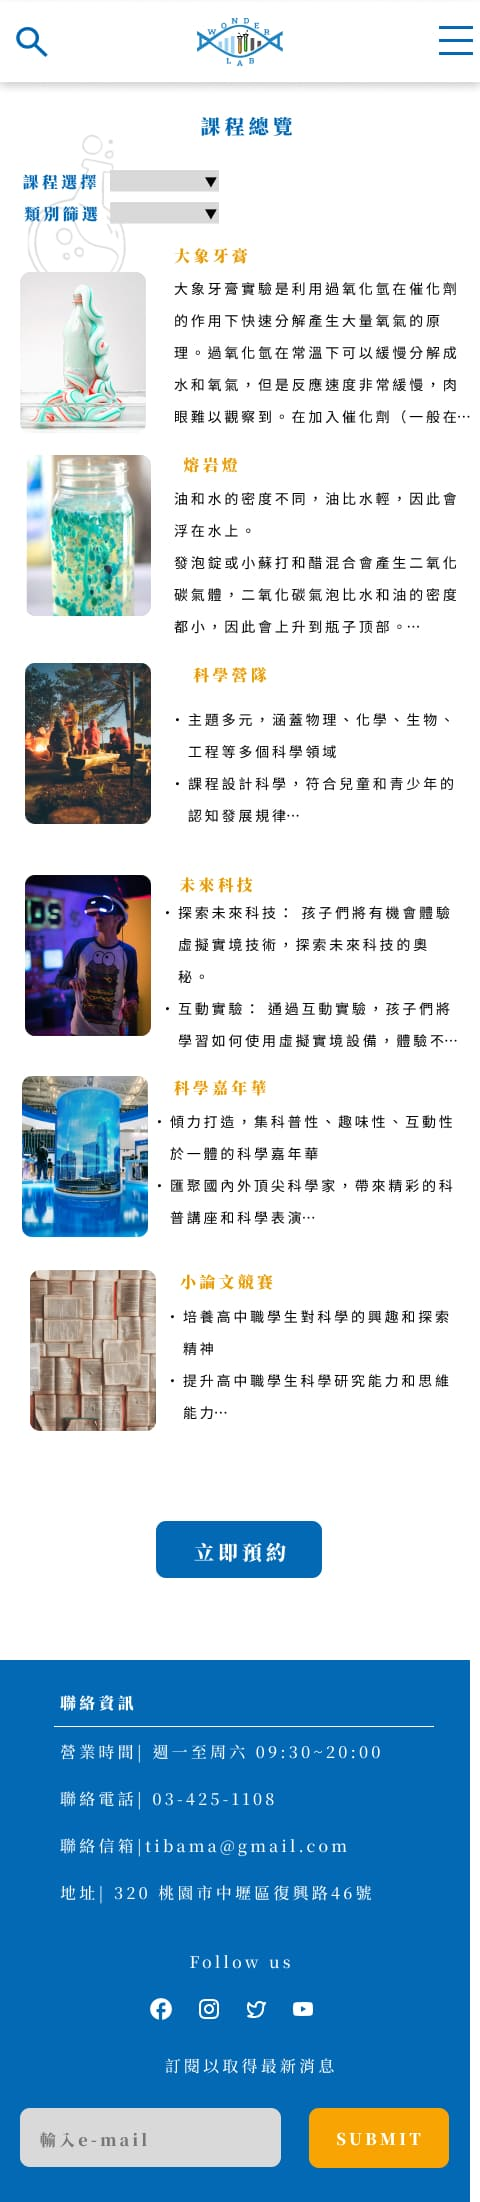 WONDER
LAB
課程總覽
課程選擇 ▼
類別篩選 ▼
大象牙膏
大象牙膏實驗是利用過氧化氫在催化劑
的作用下快速分解產生大量氧氣的原
理。過氧化氫在常溫下可以緩慢分解成
水和氧氣，但是反應速度非常緩慢，肉
眼難以觀察到。在加入催化劑（一般在…
熔岩燈
油和水的密度不同，油比水輕，因此會
浮在水上。
發泡錠或小蘇打和醋混合會產生二氧化
碳氣體，二氧化碳氣泡比水和油的密度
都小，因此會上升到瓶子頂部。…
科學營隊
• 主題多元，涵蓋物理、化學、生物、
工程等多個科學領域
• 課程設計科學，符合兒童和青少年的
認知發展規律…
未來科技
• 探索未來科技： 孩子們將有機會體驗
虛擬實境技術，探索未來科技的奧
秘。
• 互動實驗： 通過互動實驗，孩子們將
學習如何使用虛擬實境設備，體驗不…
科學嘉年華
• 傾力打造，集科普性、趣味性、互動性
於一體的科學嘉年華
• 匯聚國內外頂尖科學家，帶來精彩的科
普講座和科學表演…
小論文競賽
• 培養高中職學生對科學的興趣和探索
精神
• 提升高中職學生科學研究能力和思維
能力…
立即預約
聯絡資訊
營業時間| 週一至周六 09:30~20:00
聯絡電話| 03-425-1108
聯絡信箱|tibama@gmail.com
地址| 320 桃園市中壢區復興路46號
Follow us
訂閱以取得最新消息
輸入e-mail
SUBMIT